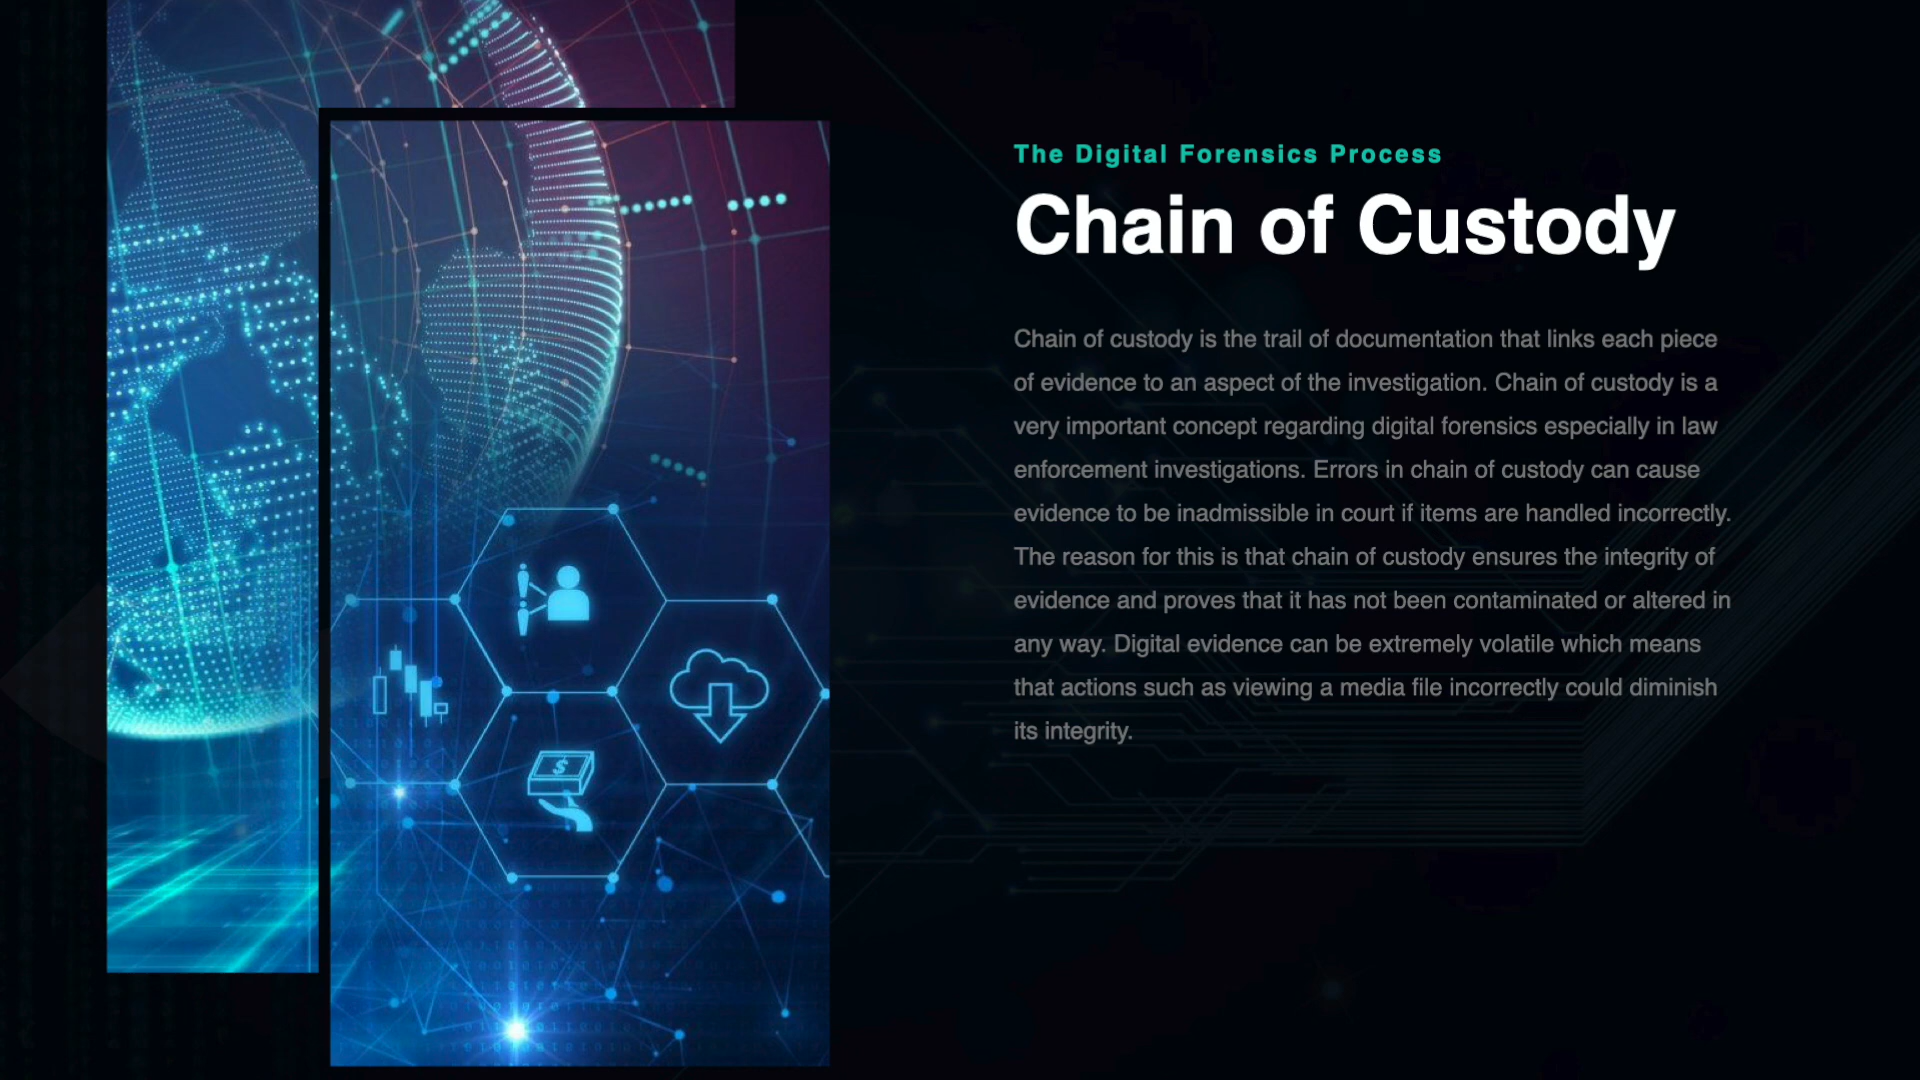 The Digital Forensics Process
Chain of Custody
Chain of custody is the trail of documentation that links each piece
of evidence to an aspect of the investigation. Chain of custody is a
very important concept regarding digital forensics especially in law
enforcement investigations. Errors in chain of custody can cause
evidence to be inadmissible in court if items are handled incorrectly.
The reason for this is that chain of custody ensures the integrity of
evidence and proves that it has not been contaminated or altered in
any way. Digital evidence can be extremely volatile which means
that actions such as viewing a media file incorrectly could diminish
its integrity.
$